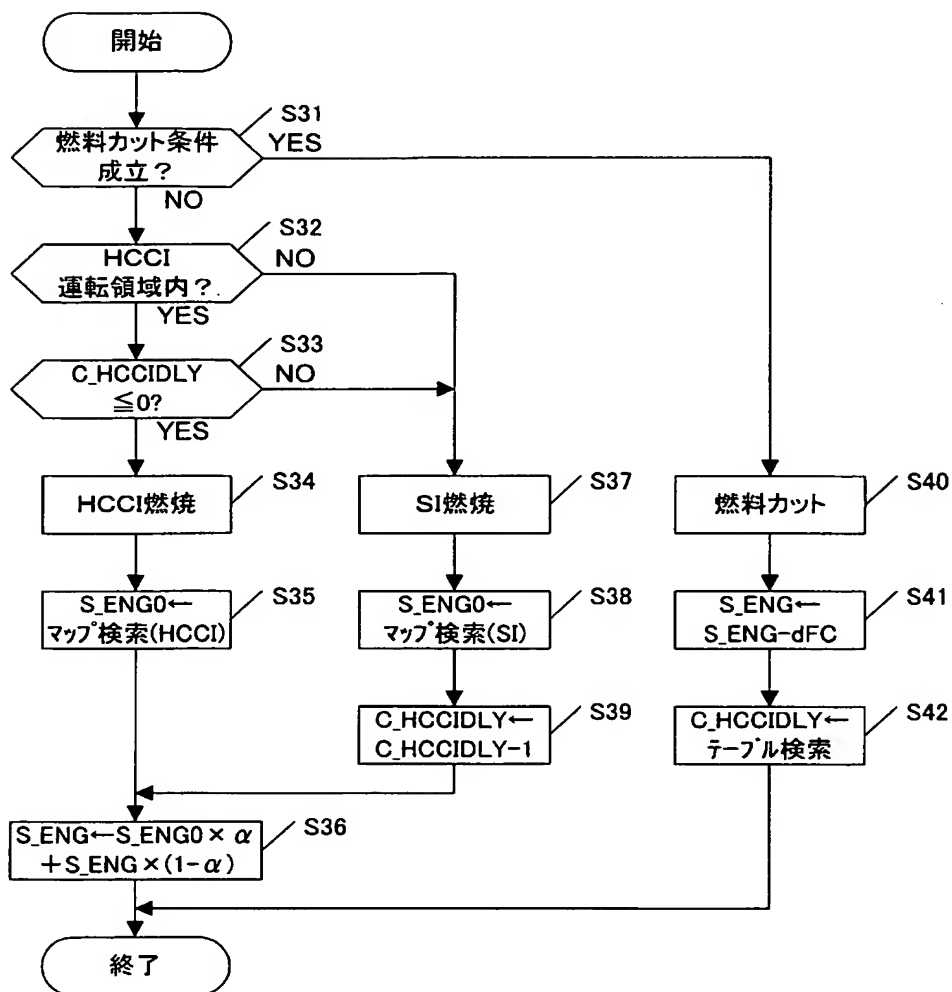 開始
S31
燃料カット条件
成立?
YES
NO
S32
HCCI
運転領域内?
NO
YES
S33
C_HCCIDLY
≦0?
NO
YES
S34
HCCI燃焼
S37
SI燃焼
S40
燃料カット
S35
S_ENG0←
マップ検索(HCCI)
S38
S_ENG0←
マップ検索(SI)
S41
S_ENG←
S_ENG-dFC
S39
C_HCCIDLY←
C_HCCIDLY-1
S42
C_HCCIDLY←
テーブル検索
S36
S_ENG←S_ENG0×α
+S_ENG×(1-α)
終了